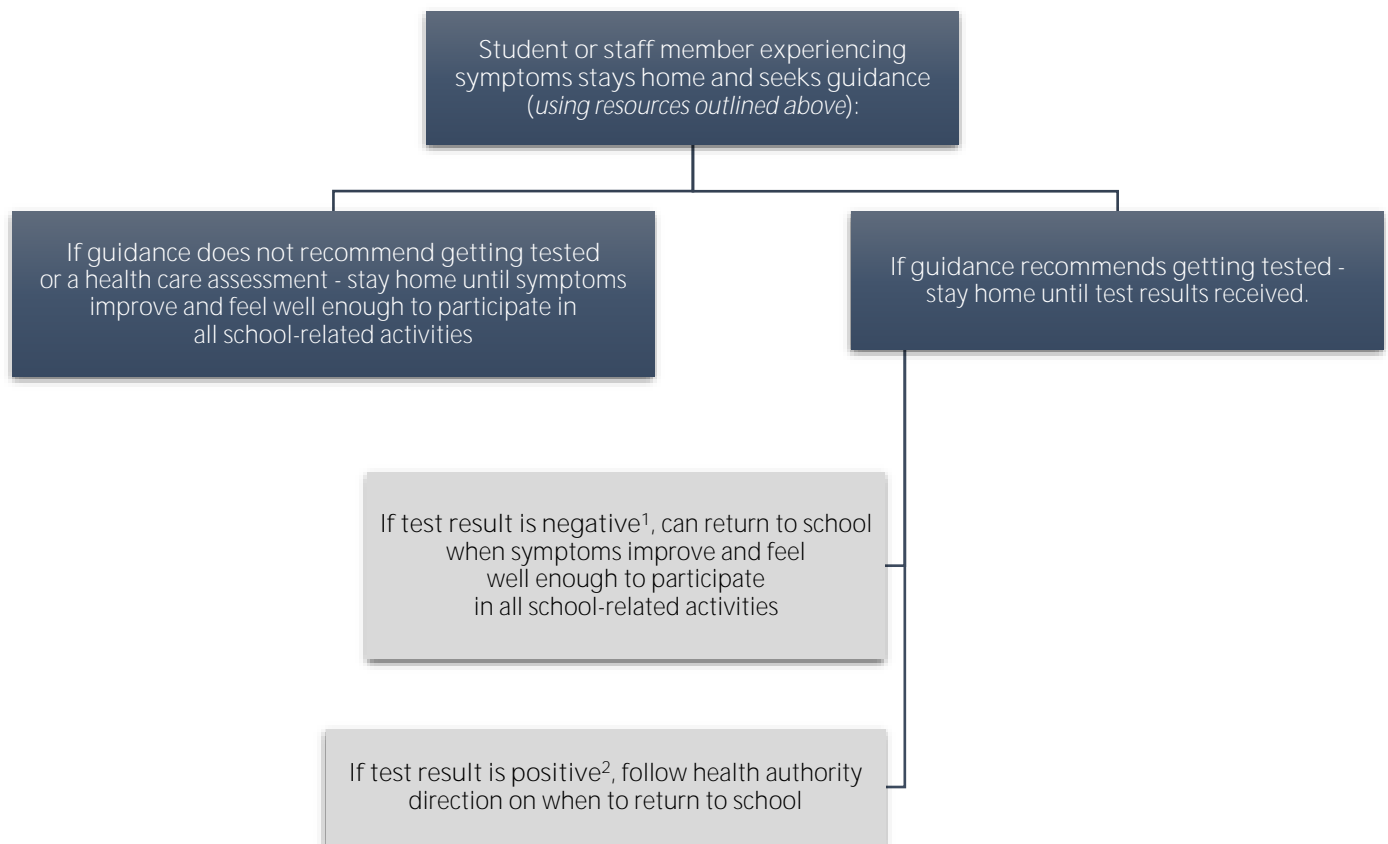 Student or staff member experiencing
symptoms stays home and seeks guidance
(using resources outlined above):
If guidance does not recommend getting tested
or a health care assessment - stay home until symptoms
improve and feel well enough to participate in
all school-related activities
If guidance recommends getting tested -
stay home until test results received.
If test result is negative¹, can return to school
when symptoms improve and feel
well enough to participate
in all school-related activities
If test result is positive², follow health authority
direction on when to return to school